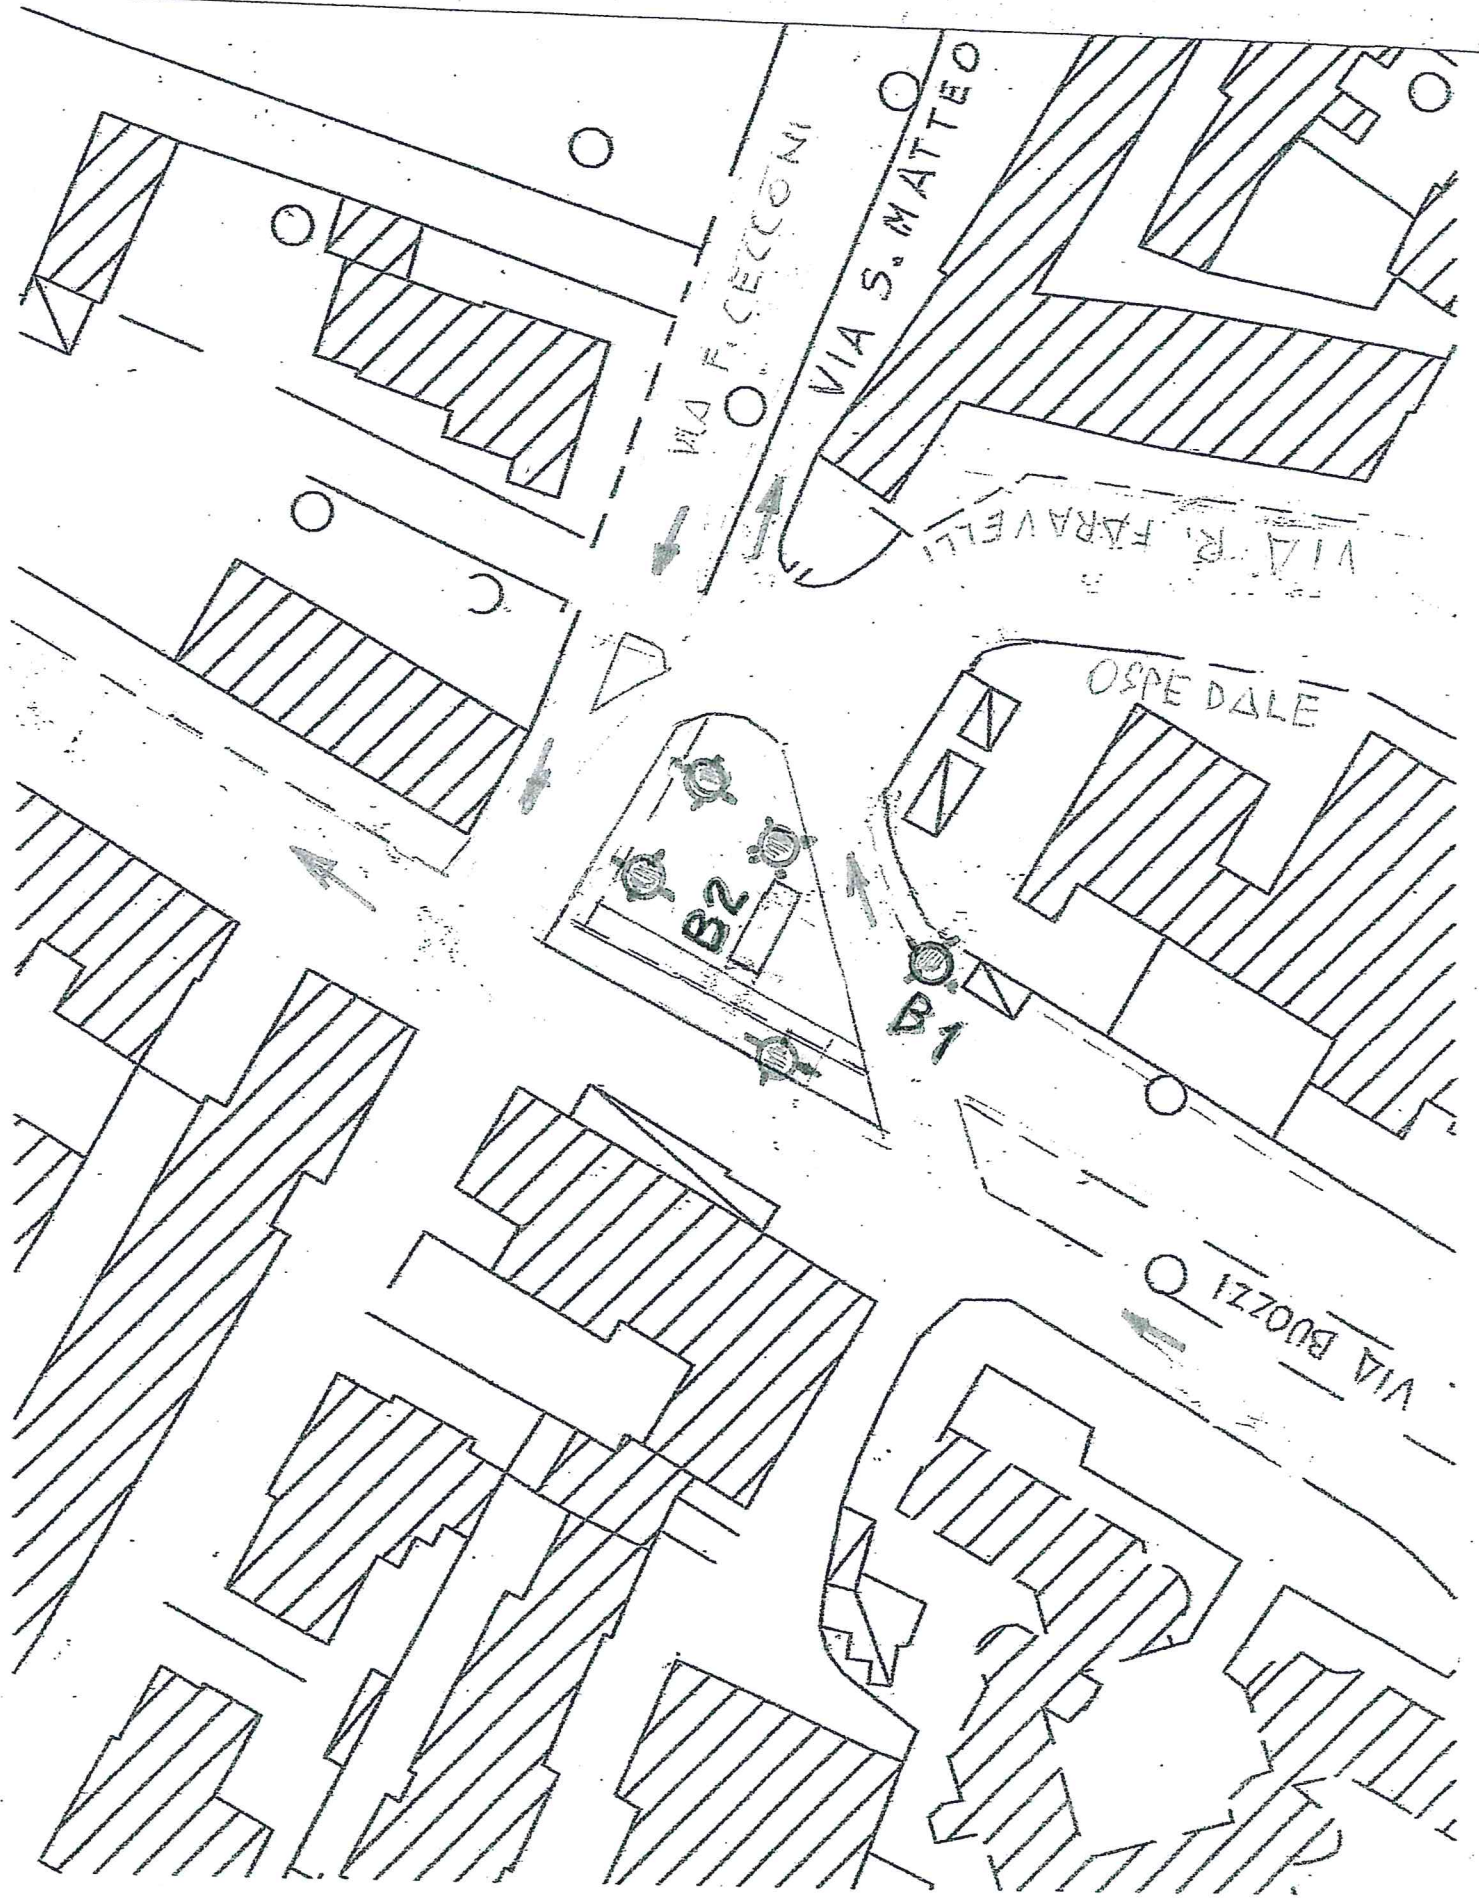 VIA F. CECCONI
VIA S. MATTEO
VIA R. FARAVELLI
OSPEDALE
B2
B1
VIA BUOZZI